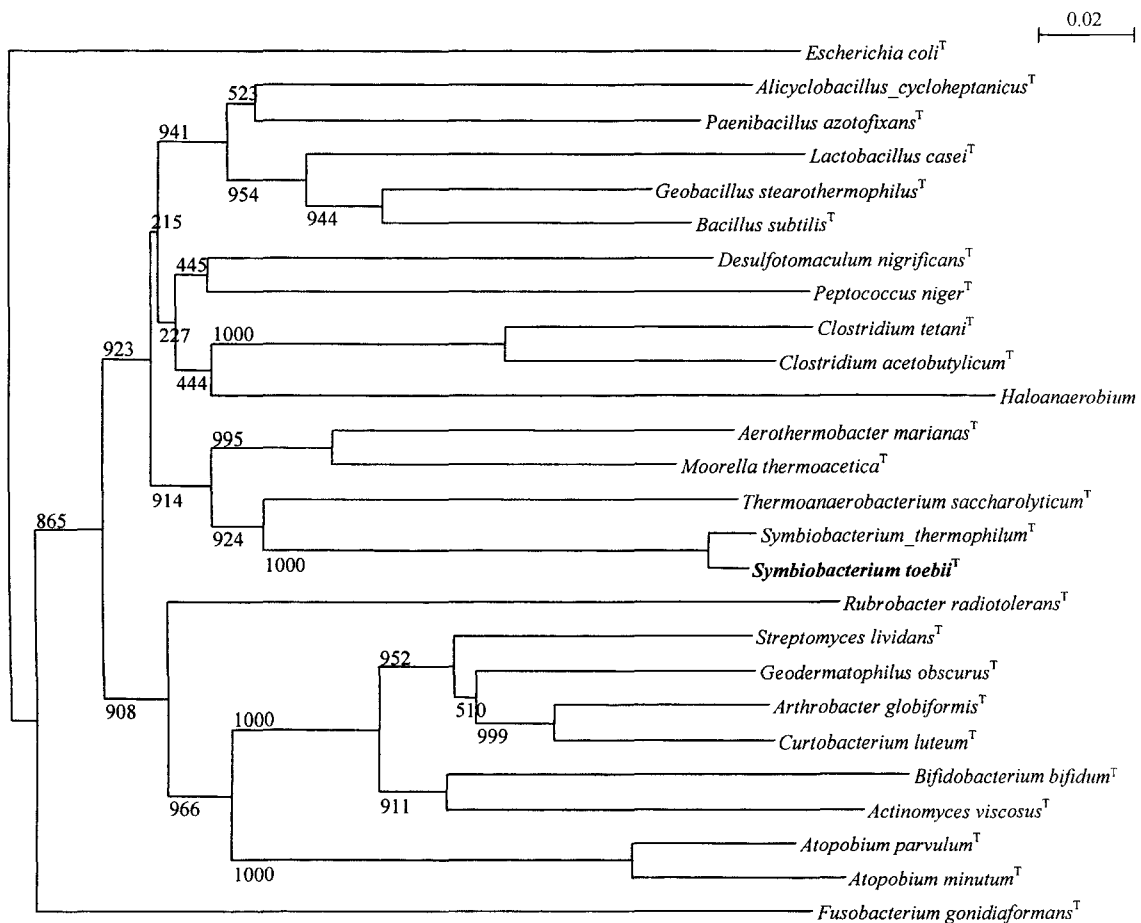 0.02
Escherichia coli^T
523
Alicyclobacillus_cycloheptanicus^T
941
Paenibacillus azotofixans^T
Lactobacillus casei^T
954
Geobacillus stearothermophilus^T
944
Bacillus subtilis^T
215
445
Desulfotomaculum nigrificans^T
Peptococcus niger^T
227
1000
Clostridium tetani^T
923
Clostridium acetobutylicum^T
444
Haloanaerobium
995
Aerothermobacter marianas^T
Moorella thermoacetica^T
914
Thermoanaerobacterium saccharolyticum^T
865
924
Symbiobacterium_thermophilum^T
1000
Symbiobacterium toebii^T
Rubrobacter radiotolerans^T
Streptomyces lividans^T
952
Geodermatophilus obscurus^T
908
510
Arthrobacter globiformis^T
1000
999
Curtobacterium luteum^T
Bifidobacterium bifidum^T
966
911
Actinomyces viscosus^T
Atopobium parvulum^T
1000
Atopobium minutum^T
Fusobacterium gonidiaformans^T